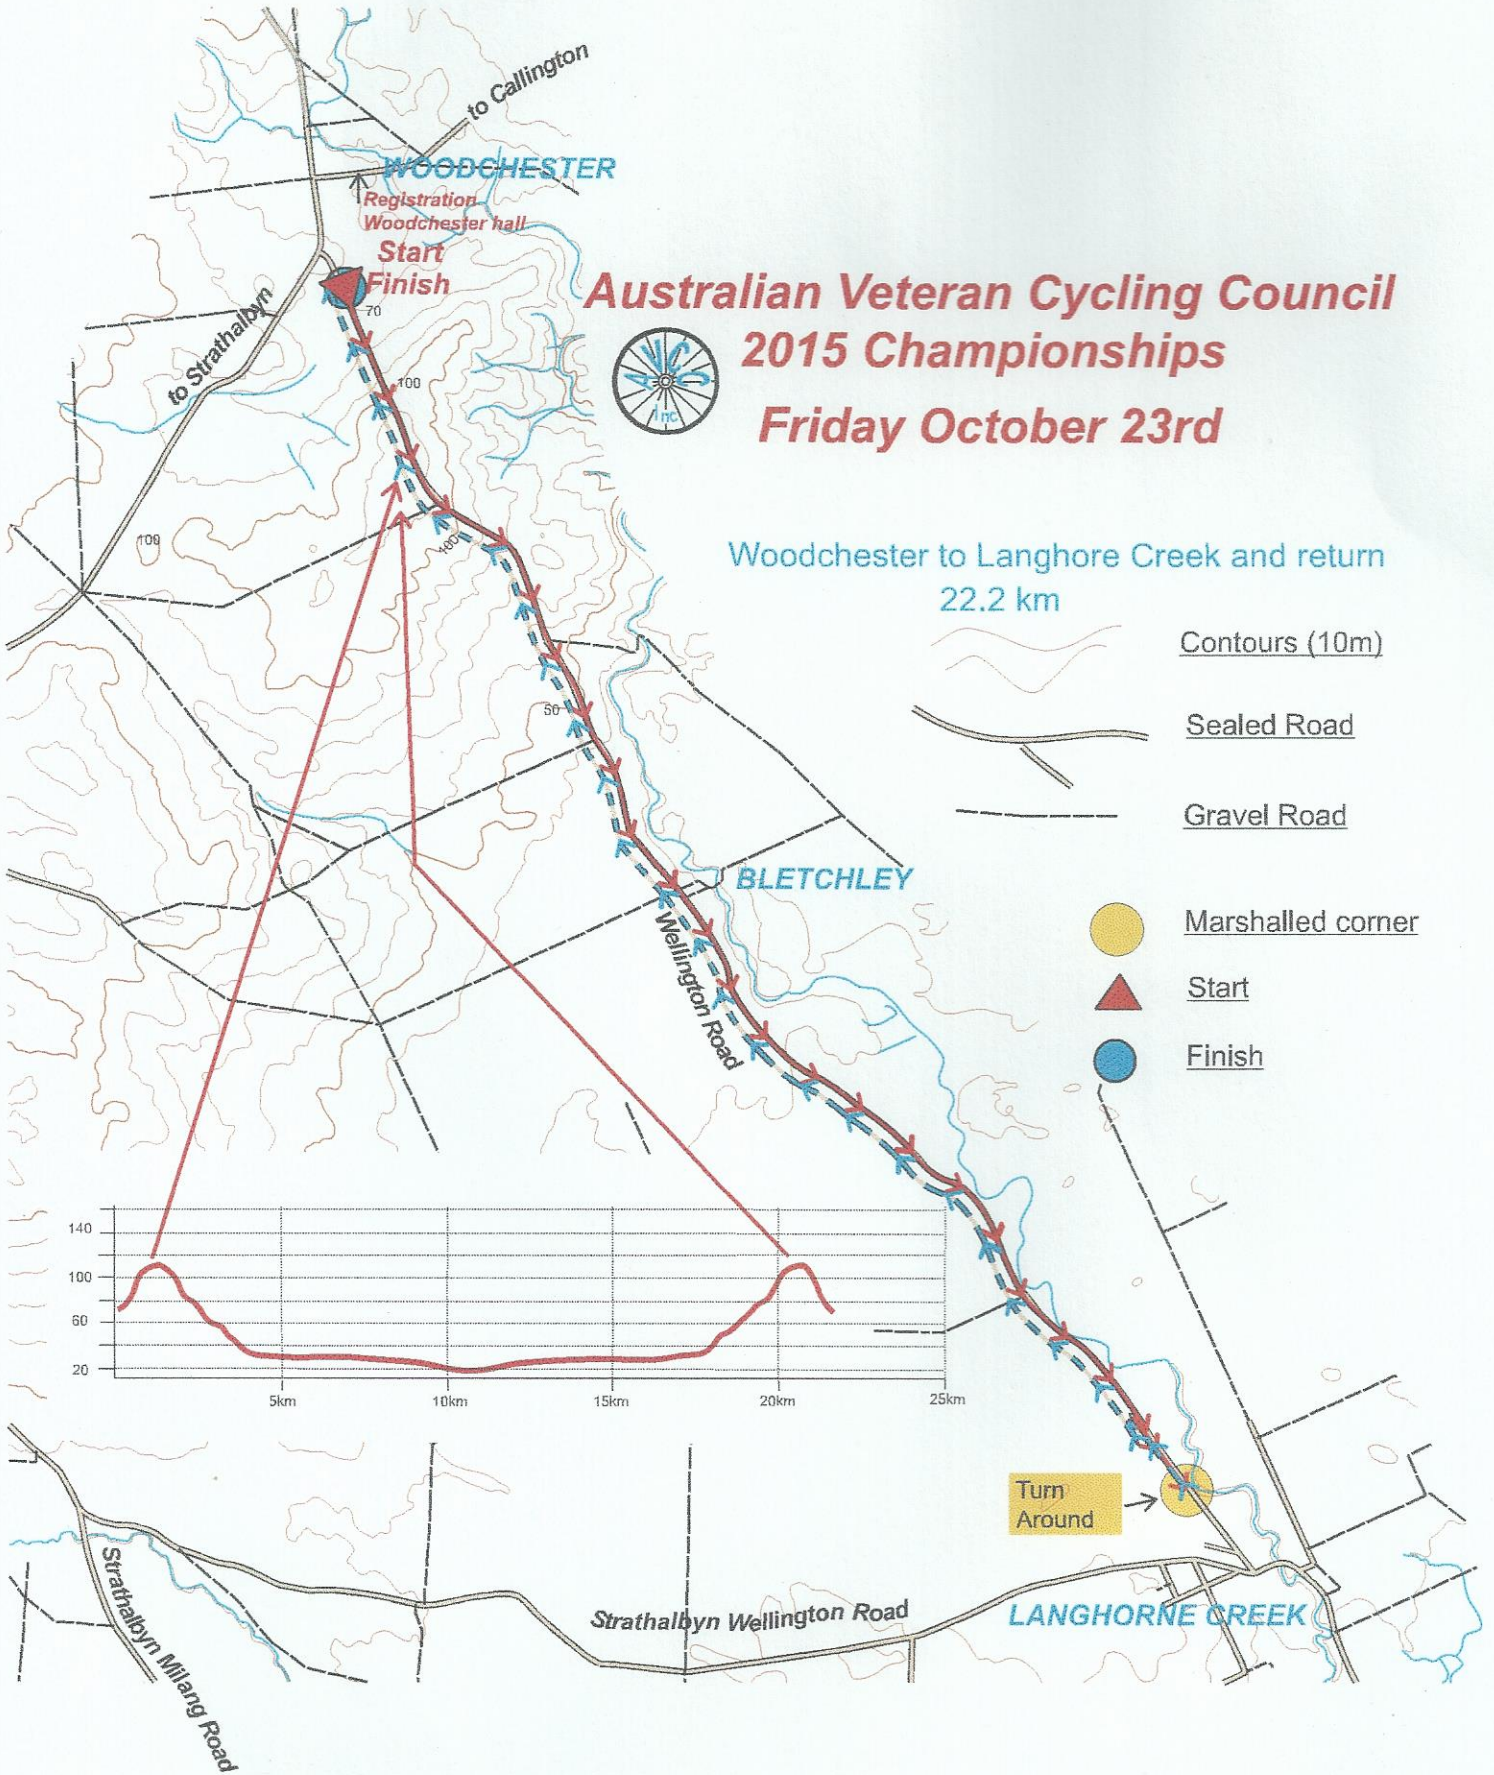 to Callington
WOODCHESTER
Registration
Woodchester hall
Start
Finish
70
to Strathalbyn
100
100
100
50
Australian Veteran Cycling Council
2015 Championships
Friday October 23rd
AVCC
Inc
Woodchester to Langhore Creek and return
22.2 km
Contours (10m)
Sealed Road
Gravel Road
Marshalled corner
Start
Finish
BLETCHLEY
Wellington Road
140
100
60
20
5km
10km
15km
20km
25km
Turn
Around
LANGHORNE CREEK
Strathalbyn Wellington Road
Strathalbyn Milang Road